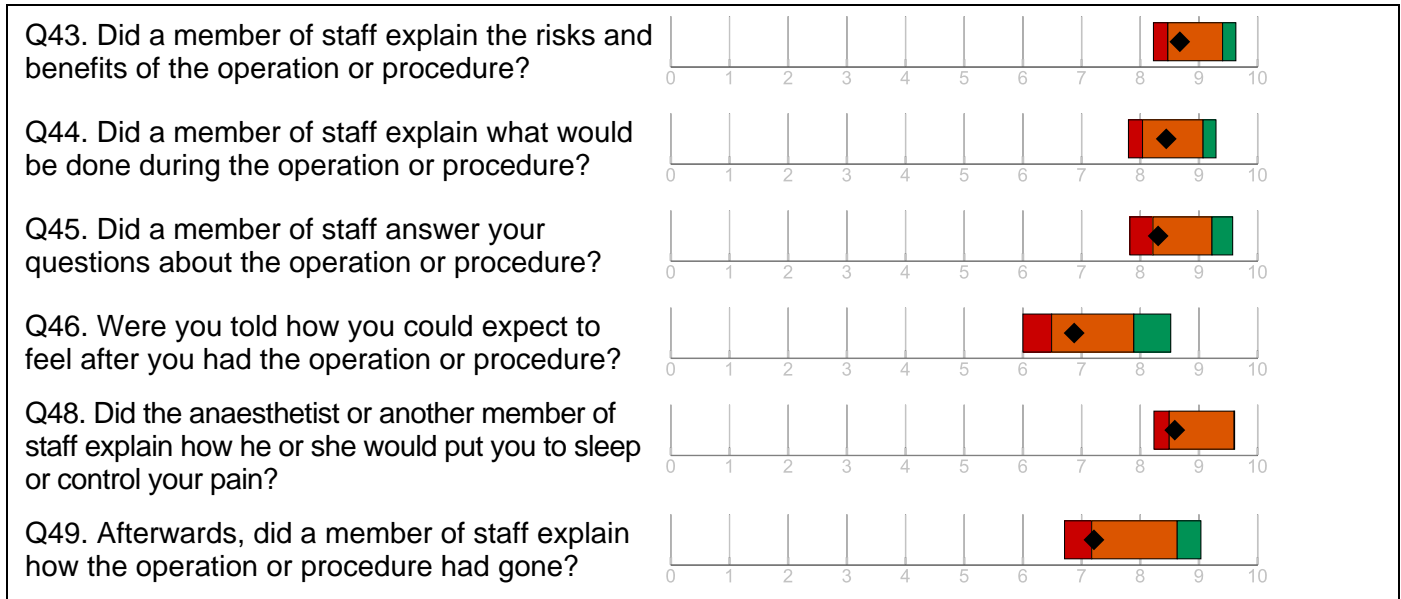 Q43. Did a member of staff explain the risks and
benefits of the operation or procedure?
0 1 2 3 4 5 6 7 8 9 10
Q44. Did a member of staff explain what would
be done during the operation or procedure?
0 1 2 3 4 5 6 7 8 9 10
Q45. Did a member of staff answer your
questions about the operation or procedure?
0 1 2 3 4 5 6 7 8 9 10
Q46. Were you told how you could expect to
feel after you had the operation or procedure?
0 1 2 3 4 5 6 7 8 9 10
Q48. Did the anaesthetist or another member of
staff explain how he or she would put you to sleep
or control your pain?
0 1 2 3 4 5 6 7 8 9 10
Q49. Afterwards, did a member of staff explain
how the operation or procedure had gone?
0 1 2 3 4 5 6 7 8 9 10